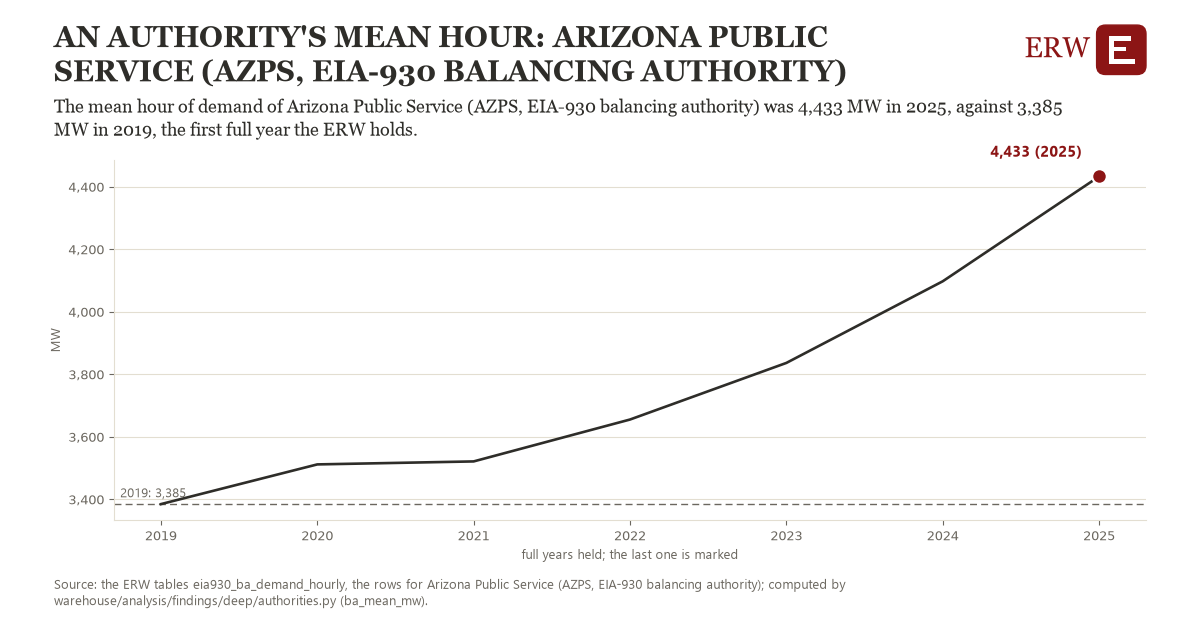 AN AUTHORITY'S MEAN HOUR: ARIZONA PUBLIC
SERVICE (AZPS, EIA-930 BALANCING AUTHORITY)
ERW E
The mean hour of demand of Arizona Public Service (AZPS, EIA-930 balancing authority) was 4,433 MW in 2025, against 3,385
MW in 2019, the first full year the ERW holds.
4,433 (2025)
4,400
4,200
4,000
MW
3,800
3,600
3,400
2019: 3,385
2019 2020 2021 2022 2023 2024 2025
full years held; the last one is marked
Source: the ERW tables eia930_ba_demand_hourly, the rows for Arizona Public Service (AZPS, EIA-930 balancing authority); computed by
warehouse/analysis/findings/deep/authorities.py (ba_mean_mw).